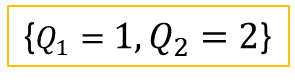 {Q₁ = 1, Q₂ = 2}